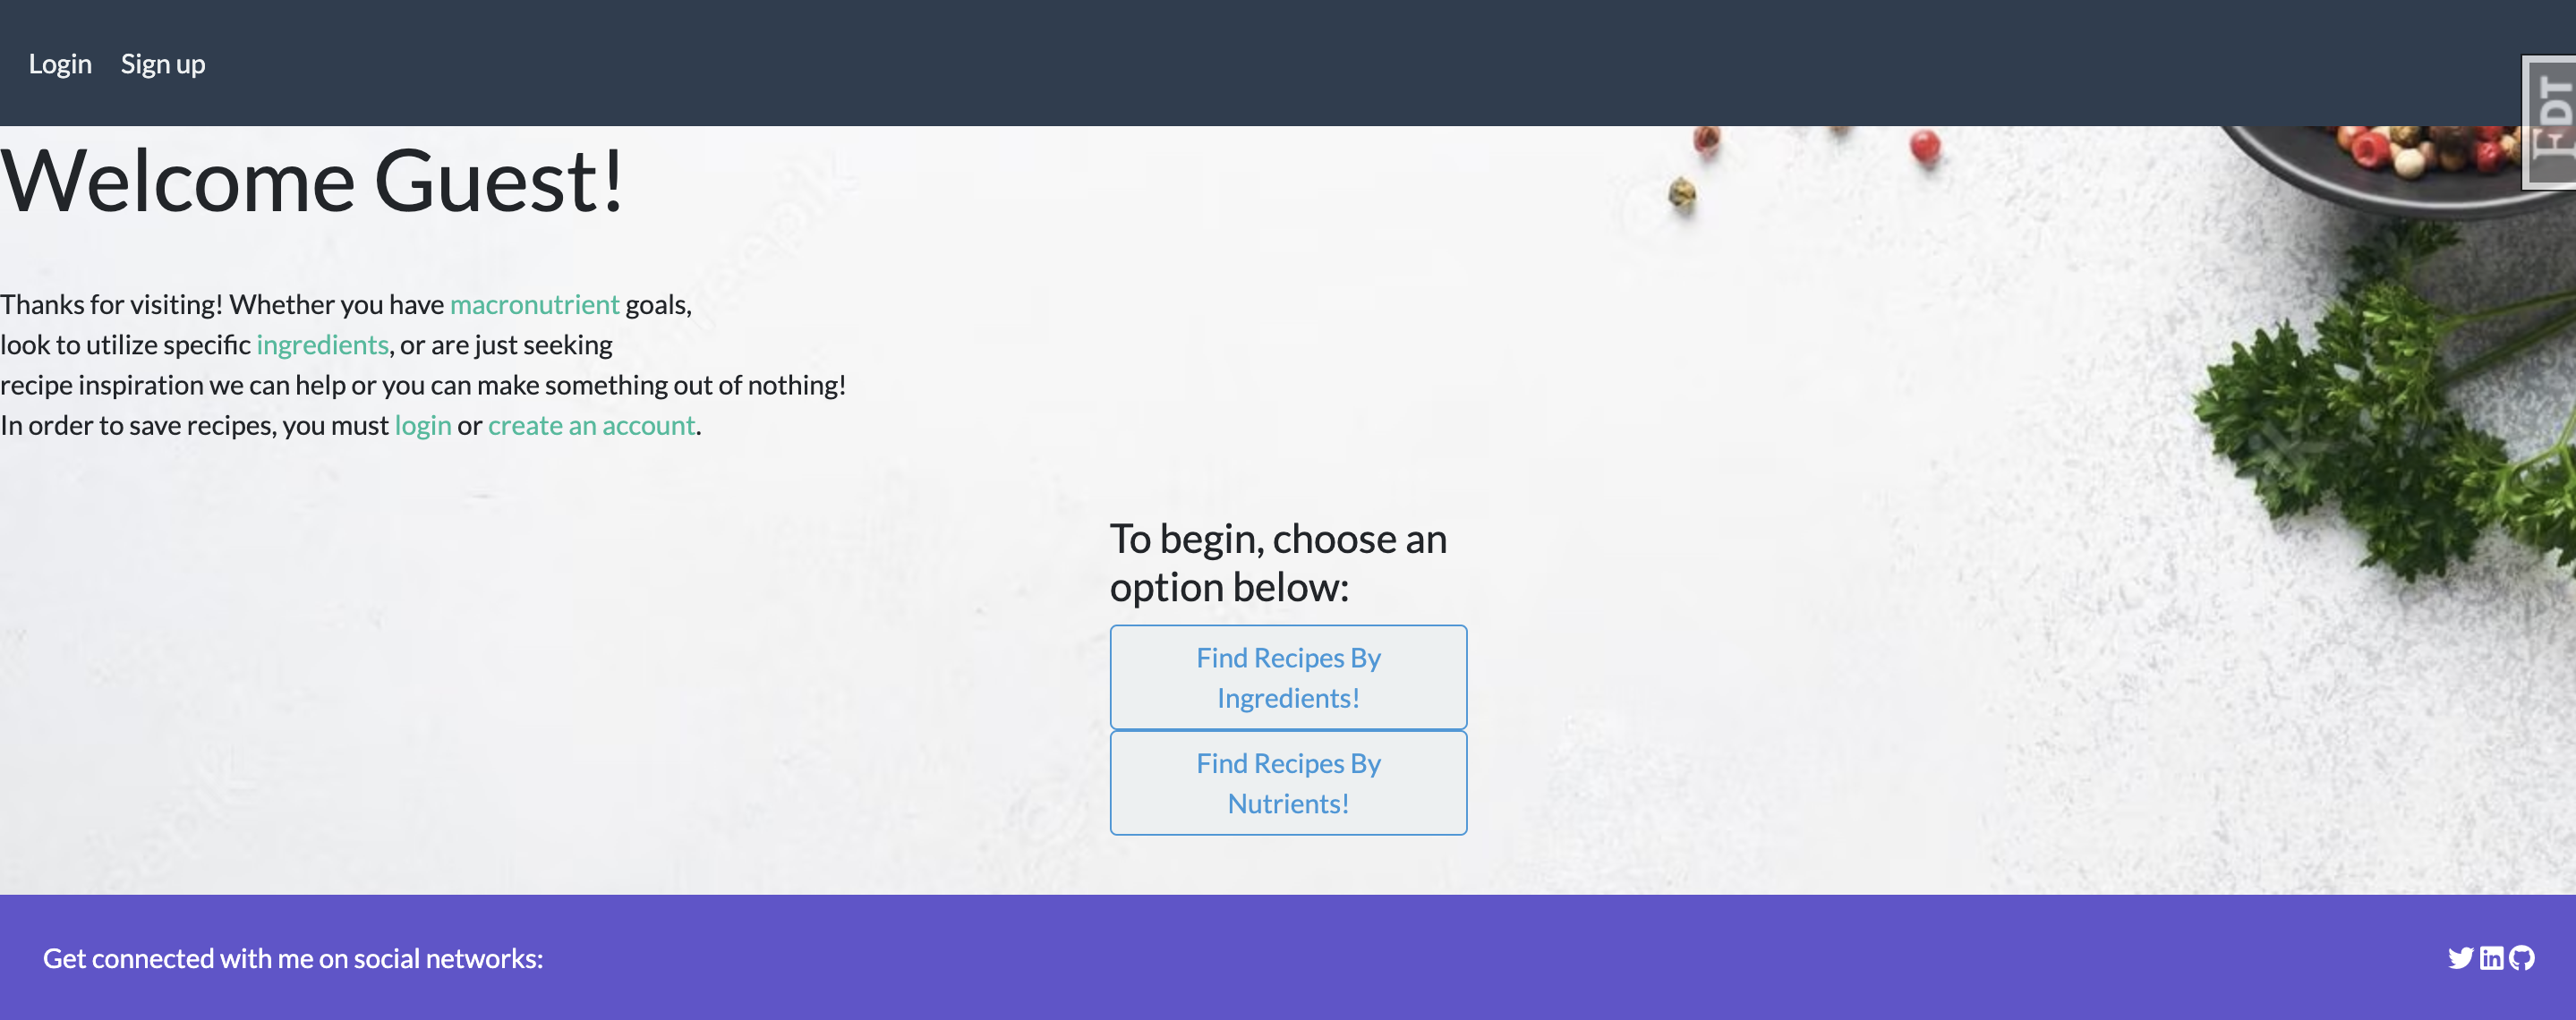 Login Sign up
FDT
Welcome Guest!
Thanks for visiting! Whether you have macronutrient goals,
look to utilize specific ingredients, or are just seeking
recipe inspiration we can help or you can make something out of nothing!
In order to save recipes, you must login or create an account.
To begin, choose an
option below:
Find Recipes By
Ingredients!
Find Recipes By
Nutrients!
Get connected with me on social networks:
in